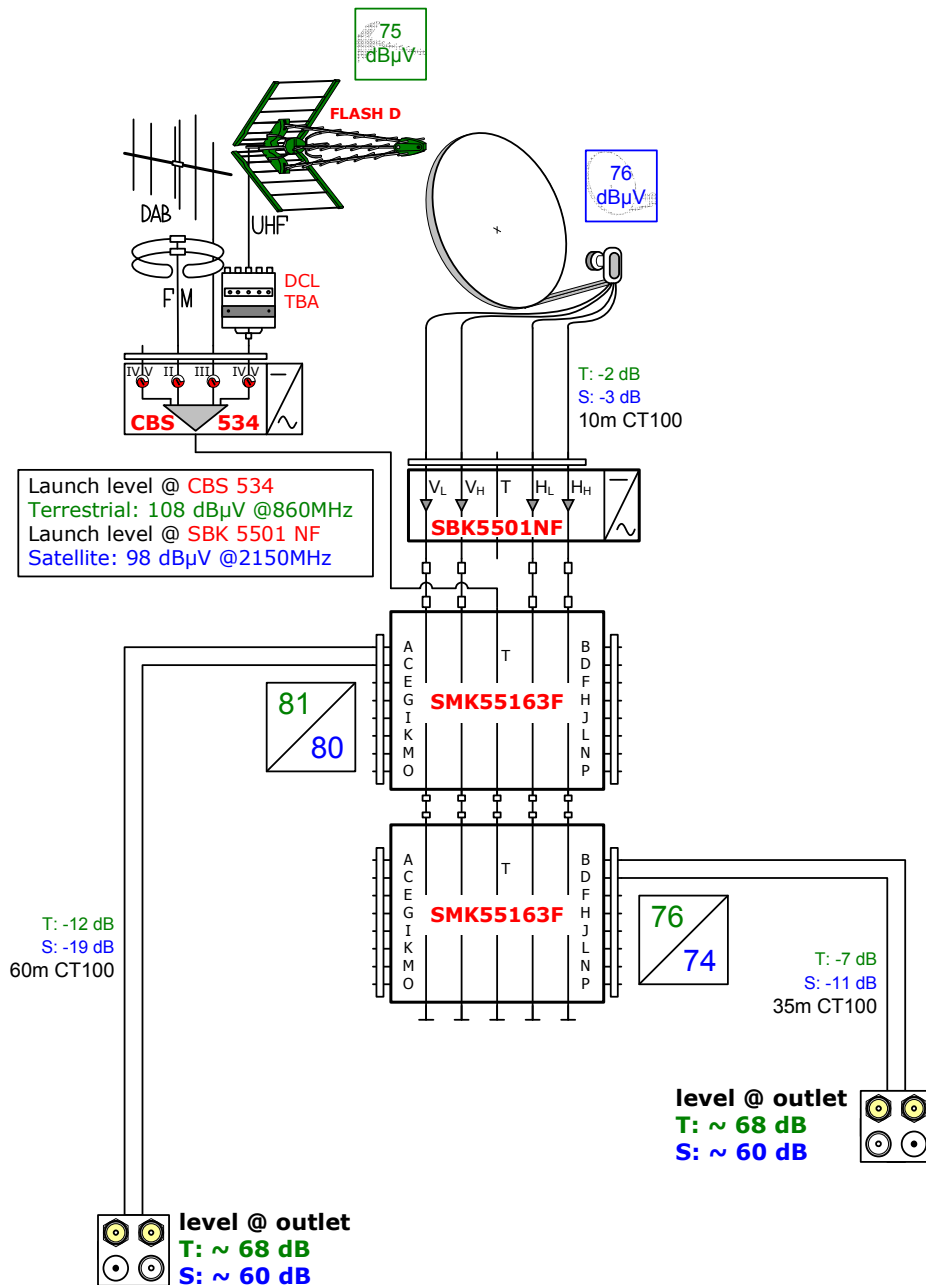 75
dBµV
FLASH D
76
dBµV
DAB
UHF
FM
DCL
TBA
IV,V II III IV,V
CBS 534
T: -2 dB
S: -3 dB
10m CT100
Launch level @ CBS 534
Terrestrial: 108 dBµV @860MHz
Launch level @ SBK 5501 NF
Satellite: 98 dBµV @2150MHz
VL VH T HL HH
SBK5501NF
A T B
C D
E F
G SMK55163F H
I J
K L
M N
O P
81
80
A T B
C D
E F
G SMK55163F H
I J
K L
M N
O P
76
74
T: -12 dB
S: -19 dB
60m CT100
T: -7 dB
S: -11 dB
35m CT100
level @ outlet
T: ~ 68 dB
S: ~ 60 dB
level @ outlet
T: ~ 68 dB
S: ~ 60 dB